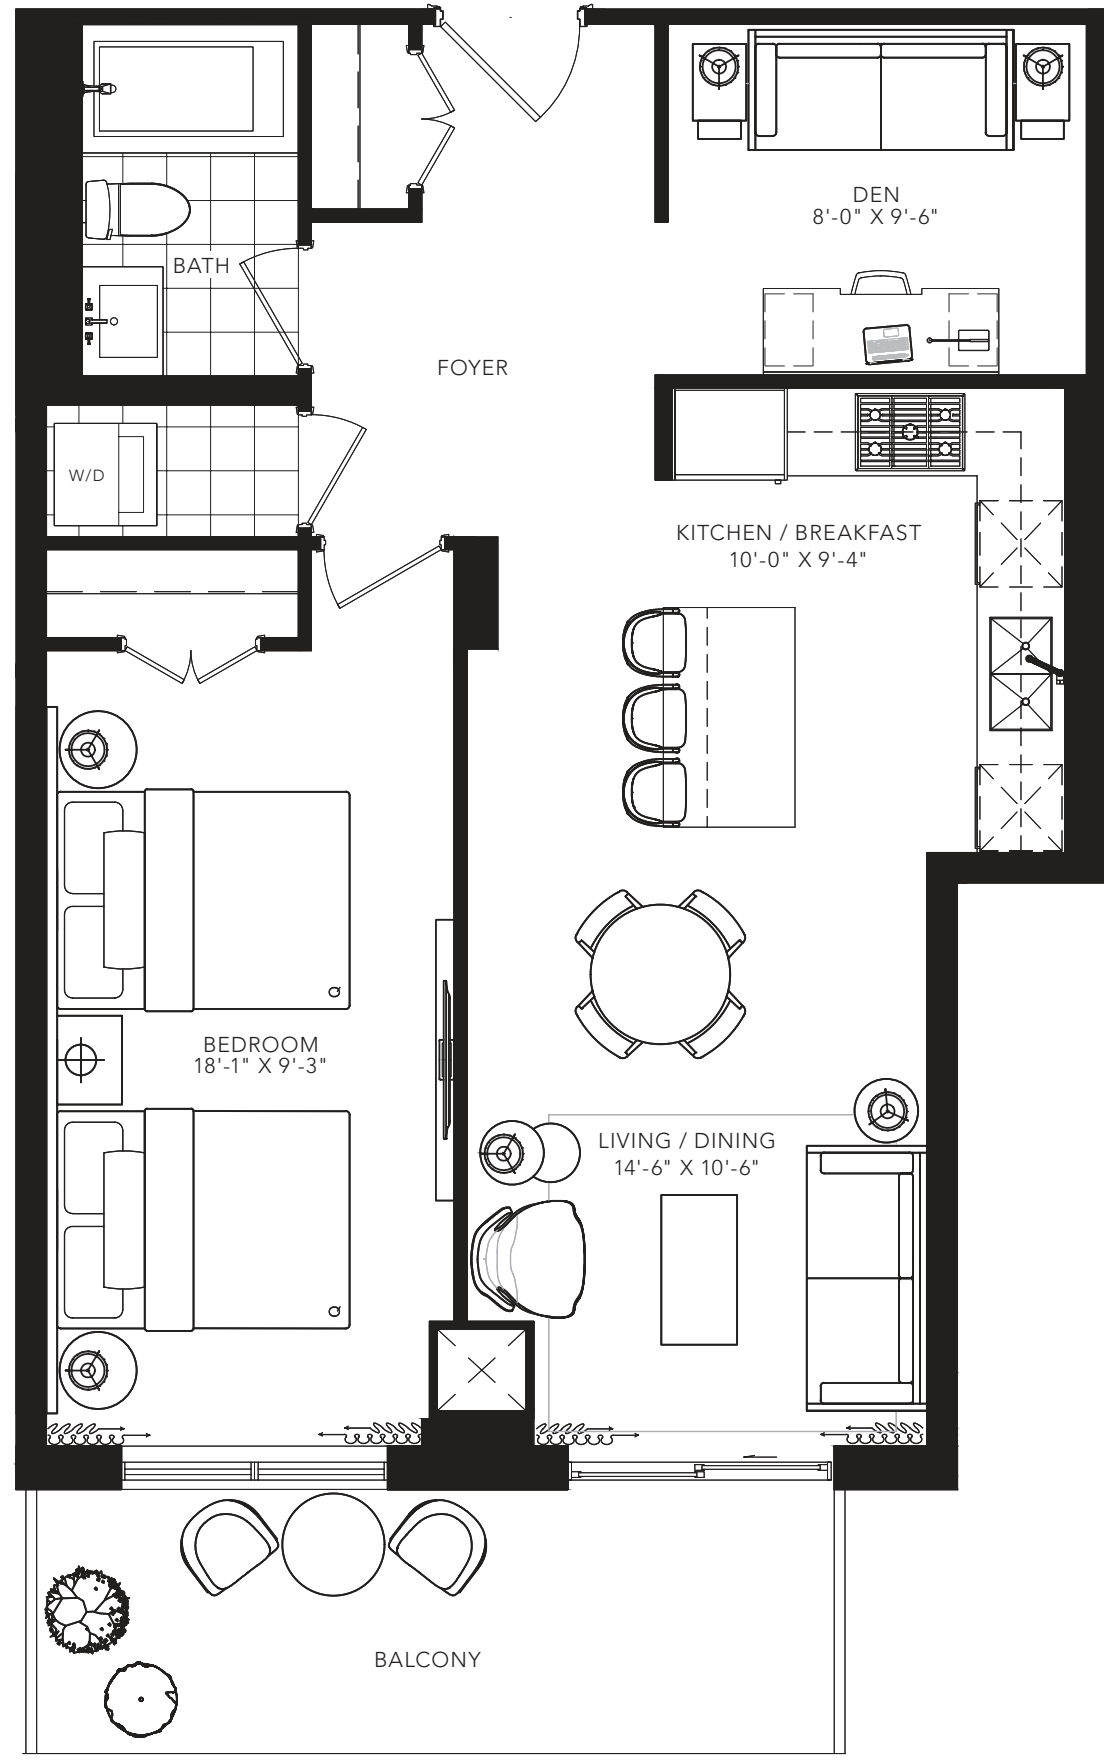 DEN
8'-0" X 9'-6"
BATH
FOYER
W/D
KITCHEN / BREAKFAST
10'-0" X 9'-4"
BEDROOM
18'-1" X 9'-3"
LIVING / DINING
14'-6" X 10'-6"
BALCONY